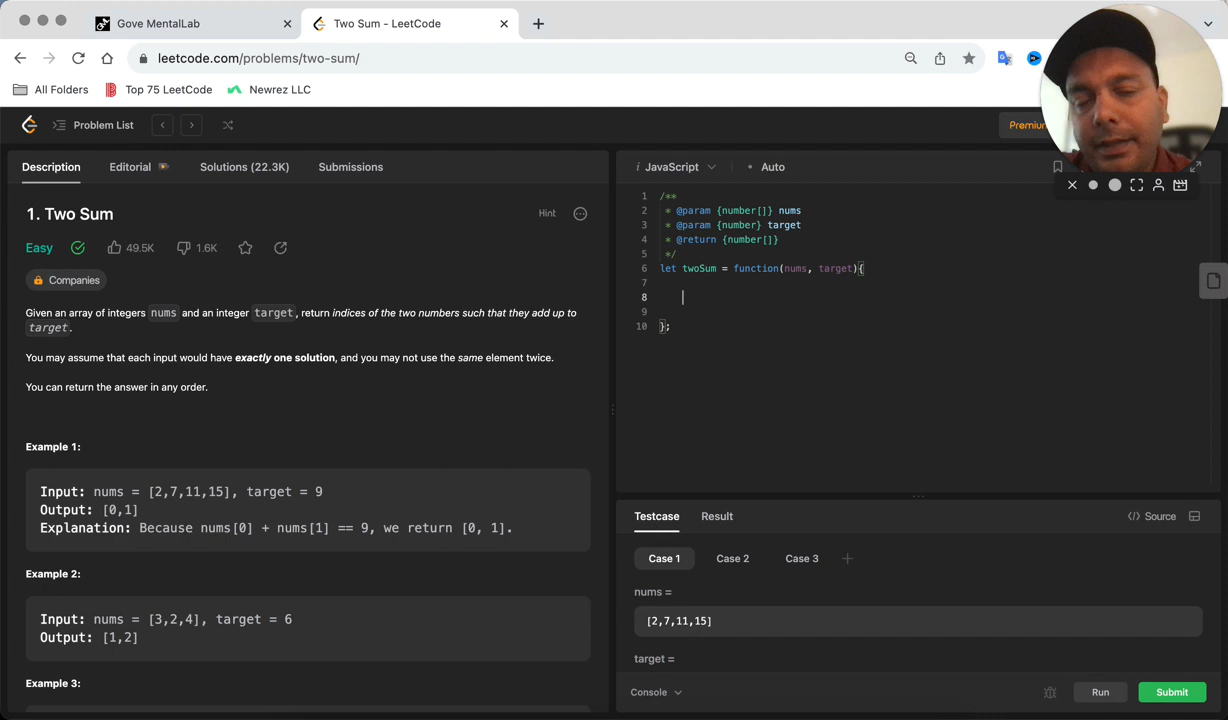 Gove MentalLab
Two Sum - LeetCode
leetcode.com/problems/two-sum/
All Folders
Top 75 LeetCode
Newrez LLC
Problem List
Premium
Description
Editorial
Solutions (22.3K)
Submissions
1. Two Sum
Hint
Easy
49.5K
1.6K
Companies
Given an array of integers nums and an integer target, return indices of the two numbers such that they add up to
target.
You may assume that each input would have exactly one solution, and you may not use the same element twice.
You can return the answer in any order.
Example 1:
Input: nums = [2,7,11,15], target = 9
Output: [0,1]
Explanation: Because nums[0] + nums[1] == 9, we return [0, 1].
Example 2:
Input: nums = [3,2,4], target = 6
Output: [1,2]
Example 3:
i JavaScript
Auto
1 /**
2  * @param {number[]} nums
3  * @param {number} target
4  * @return {number[]}
5  */
6 let twoSum = function(nums, target){
7
8
9
10 };
Testcase
Result
</> Source
Case 1
Case 2
Case 3
nums =
[2,7,11,15]
target =
Console
Run
Submit